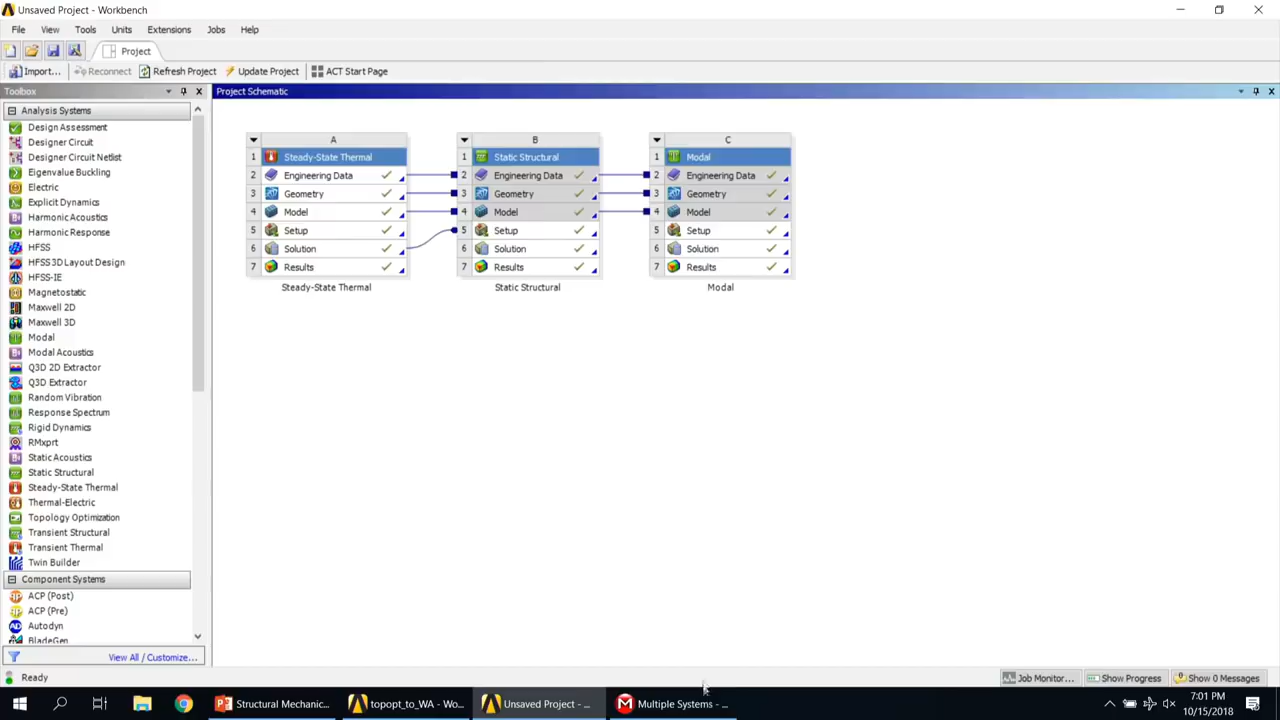 Unsaved Project - Workbench
File View Tools Units Extensions Jobs Help
Project
Import... Reconnect Refresh Project Update Project ACT Start Page
Toolbox
Project Schematic
Analysis Systems
Design Assessment
Designer Circuit
Designer Circuit Netlist
Eigenvalue Buckling
Electric
Explicit Dynamics
Harmonic Acoustics
Harmonic Response
HFSS
HFSS 3D Layout Design
HFSS-IE
Magnetostatic
Maxwell 2D
Maxwell 3D
Modal
Modal Acoustics
Q3D 2D Extractor
Q3D Extractor
Random Vibration
Response Spectrum
Rigid Dynamics
RMxprt
Static Acoustics
Static Structural
Steady-State Thermal
Thermal-Electric
Topology Optimization
Transient Structural
Transient Thermal
Twin Builder
Component Systems
ACP (Post)
ACP (Pre)
Autodyn
BladeGen
View All / Customize...
A
1 Steady-State Thermal
2 Engineering Data
3 Geometry
4 Model
5 Setup
6 Solution
7 Results
Steady-State Thermal
B
1 Static Structural
2 Engineering Data
3 Geometry
4 Model
5 Setup
6 Solution
7 Results
Static Structural
C
1 Modal
2 Engineering Data
3 Geometry
4 Model
5 Setup
6 Solution
7 Results
Modal
Ready
Job Monitor... Show Progress Show 0 Messages
Structural Mechanic... topopt_to_WA - Wo... Unsaved Project - ... Multiple Systems - ...
7:01 PM
10/15/2018